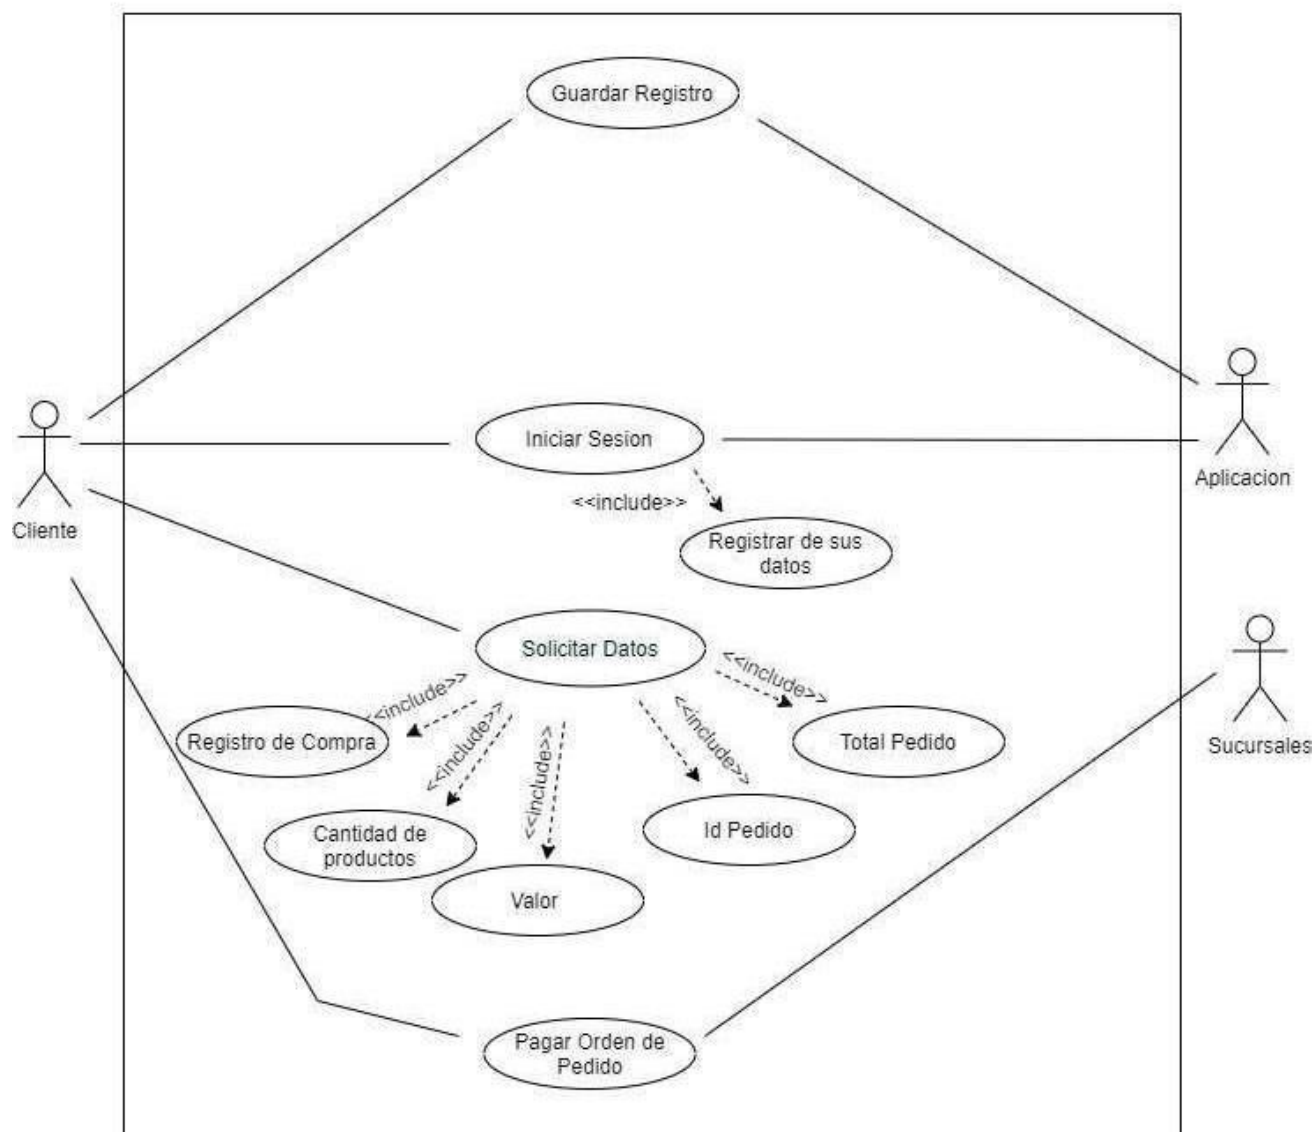 Guardar Registro
Iniciar Sesion
Aplicacion
<<include>>
Cliente
Registrar de sus
datos
Solicitar Datos
<<include>>
<<include>>
<<include>>
<<include>>
<<include>>
Registro de Compra
Total Pedido
Sucursales
Cantidad de
productos
Id Pedido
Valor
Pagar Orden de
Pedido